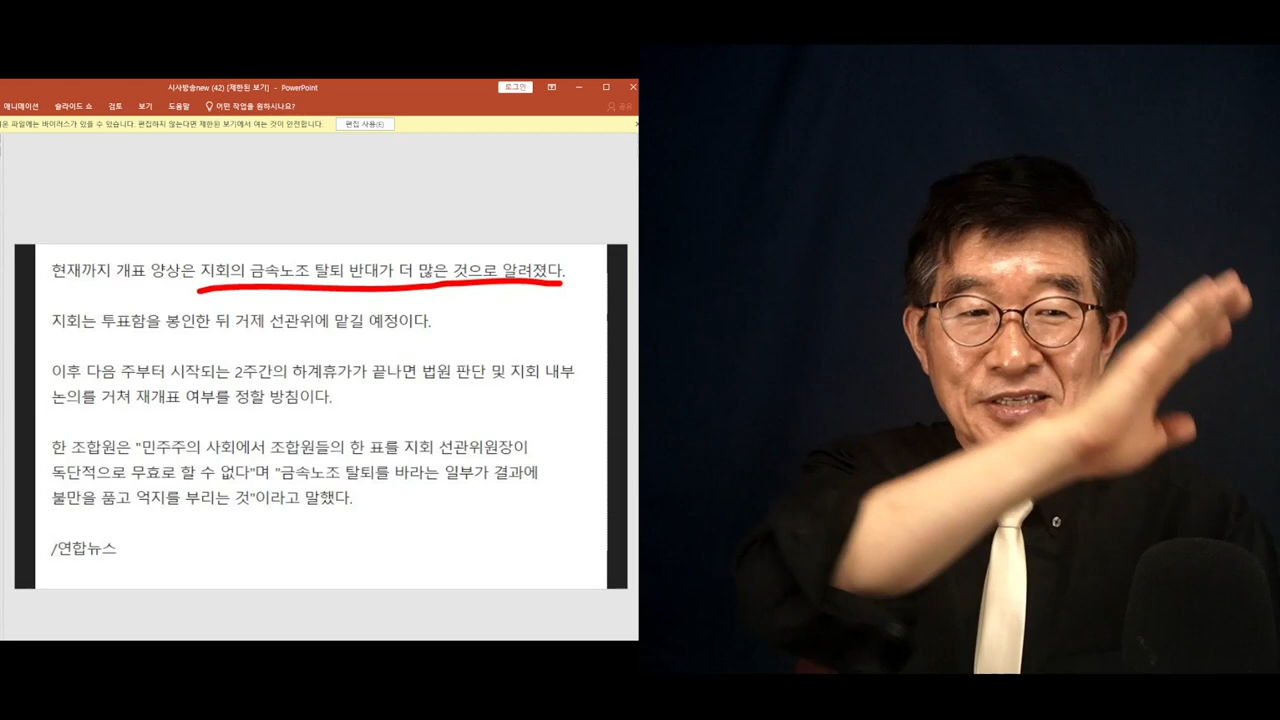 시사방송new (42) [제한된 보기] - PowerPoint
로그인
애니메이션 슬라이드 쇼 검토 보기 도움말 어떤 작업을 원하시나요? 공유
파일에는 바이러스가 있을 수 있습니다. 편집하지 않는다면 제한된 보기에서 여는 것이 안전합니다. 편집 사용(E)
현재까지 개표 양상은 지회의 금속노조 탈퇴 반대가 더 많은 것으로 알려졌다.
지회는 투표함을 봉인한 뒤 거제 선관위에 맡길 예정이다.
이후 다음 주부터 시작되는 2주간의 하계휴가가 끝나면 법원 판단 및 지회 내부
논의를 거쳐 재개표 여부를 정할 방침이다.
한 조합원은 "민주주의 사회에서 조합원들의 한 표를 지회 선관위원장이
독단적으로 무효로 할 수 없다"며 "금속노조 탈퇴를 바라는 일부가 결과에
불만을 품고 억지를 부리는 것"이라고 말했다.
/연합뉴스